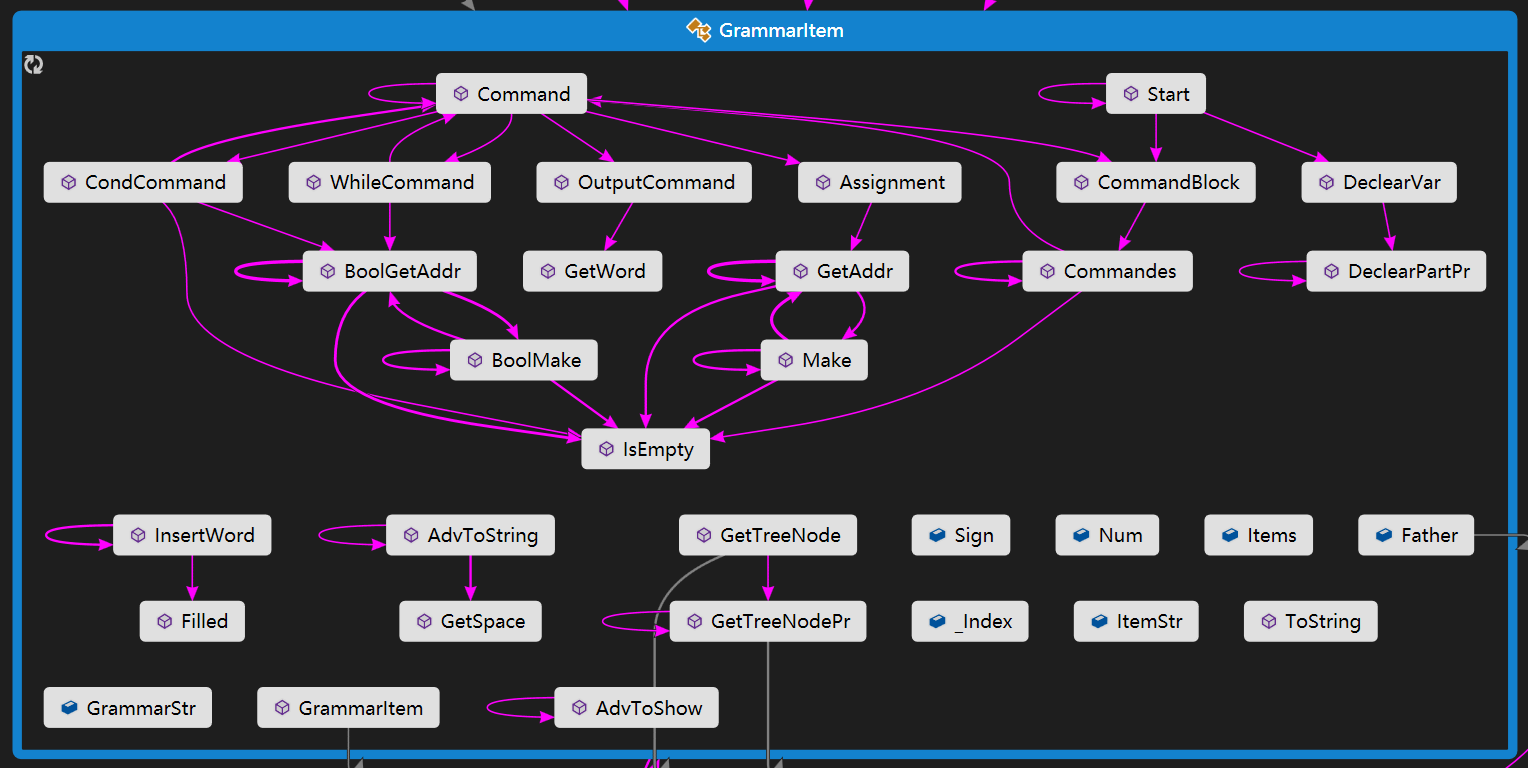 GrammarItem
Command
Start
CondCommand
WhileCommand
OutputCommand
Assignment
CommandBlock
DeclearVar
BoolGetAddr
GetWord
GetAddr
Commandes
DeclearPartPr
BoolMake
Make
IsEmpty
InsertWord
AdvToString
GetTreeNode
Sign
Num
Items
Father
Filled
GetSpace
GetTreeNodePr
_Index
ItemStr
ToString
GrammarStr
GrammarItem
AdvToShow